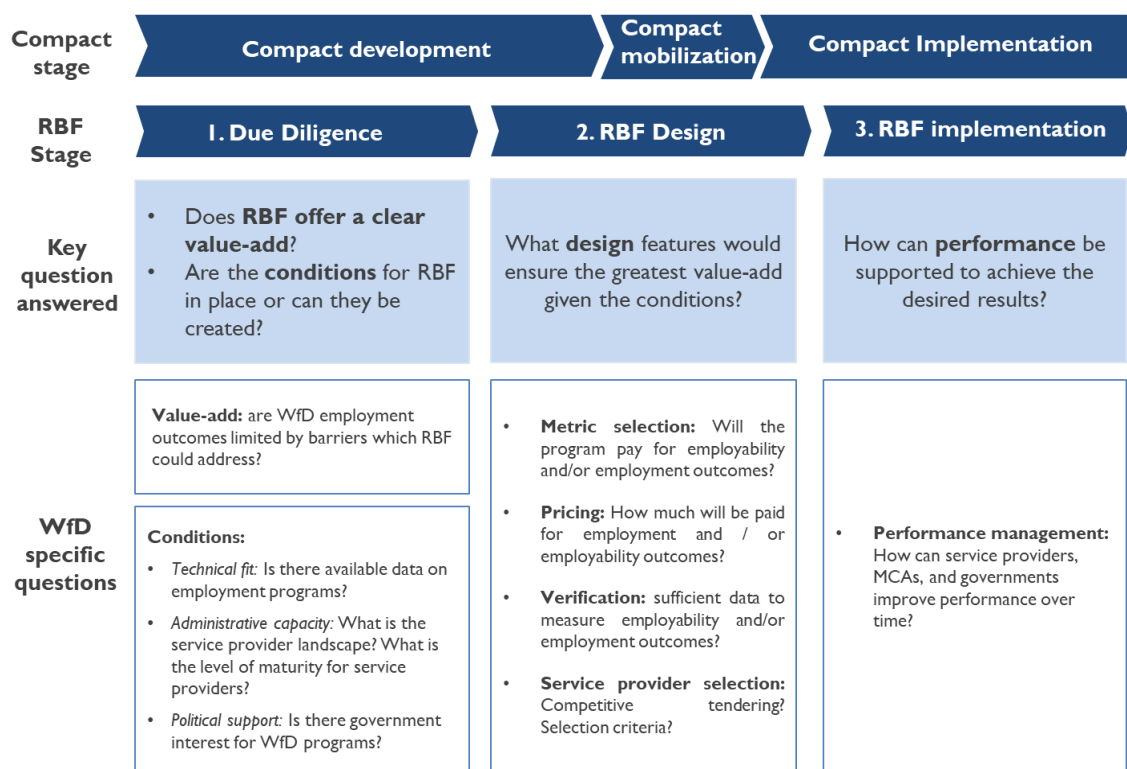 Compact
stage
Compact development
Compact
mobilization
Compact Implementation
RBF
Stage
1. Due Diligence
2. RBF Design
3. RBF implementation
Key
question
answered
• Does RBF offer a clear
value-add?
• Are the conditions for RBF
in place or can they be
created?
What design features would
ensure the greatest value-add
given the conditions?
How can performance be
supported to achieve the
desired results?
WfD
specific
questions
Value-add: are WfD employment
outcomes limited by barriers which RBF
could address?
Conditions:
• Technical fit: Is there available data on
employment programs?
• Administrative capacity: What is the
service provider landscape? What is
the level of maturity for service
providers?
• Political support: Is there government
interest for WfD programs?
• Metric selection: Will the
program pay for employability
and/or employment outcomes?
• Pricing: How much will be paid
for employment and / or
employability outcomes?
• Verification: sufficient data to
measure employability and/or
employment outcomes?
• Service provider selection:
Competitive tendering?
Selection criteria?
• Performance management:
How can service providers,
MCAs, and governments
improve performance over
time?